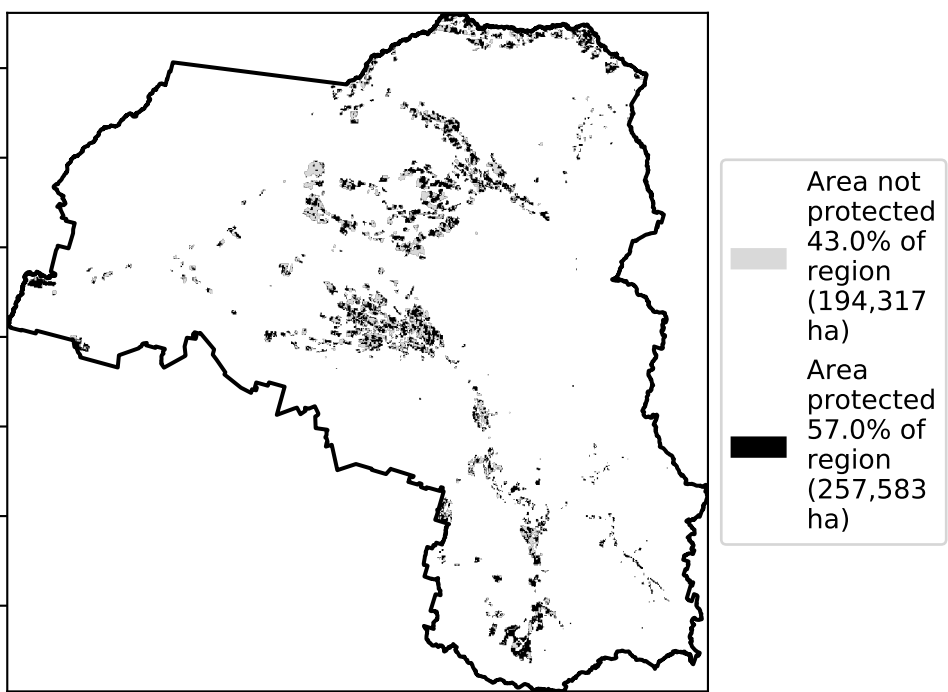 Area not
protected
43.0% of
region
(194,317
ha)
Area
protected
57.0% of
region
(257,583
ha)